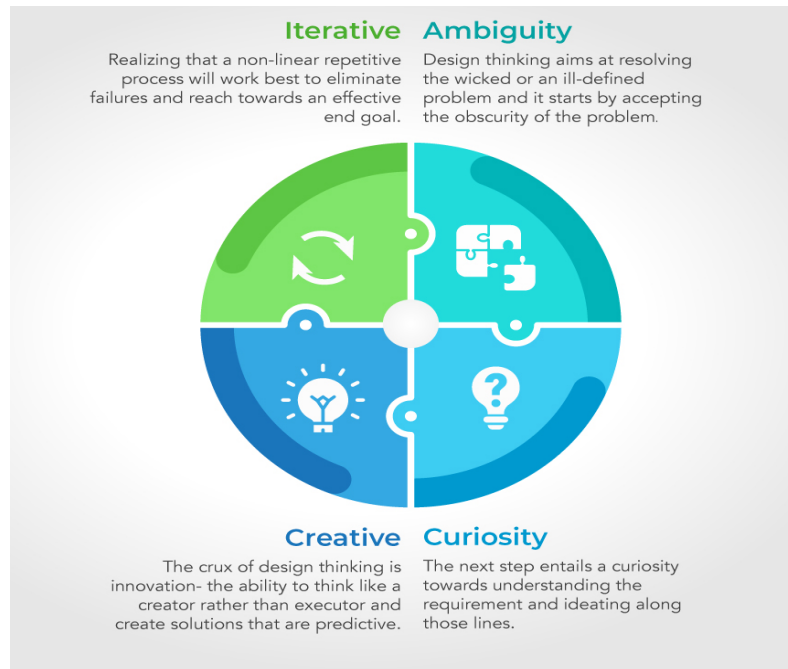 Iterative
Realizing that a non-linear repetitive
process will work best to eliminate
failures and reach towards an effective
end goal.
Ambiguity
Design thinking aims at resolving
the wicked or an ill-defined
problem and it starts by accepting
the obscurity of the problem.
?
Creative
The crux of design thinking is
innovation- the ability to think like a
creator rather than executor and
create solutions that are predictive.
Curiosity
The next step entails a curiosity
towards understanding the
requirement and ideating along
those lines.